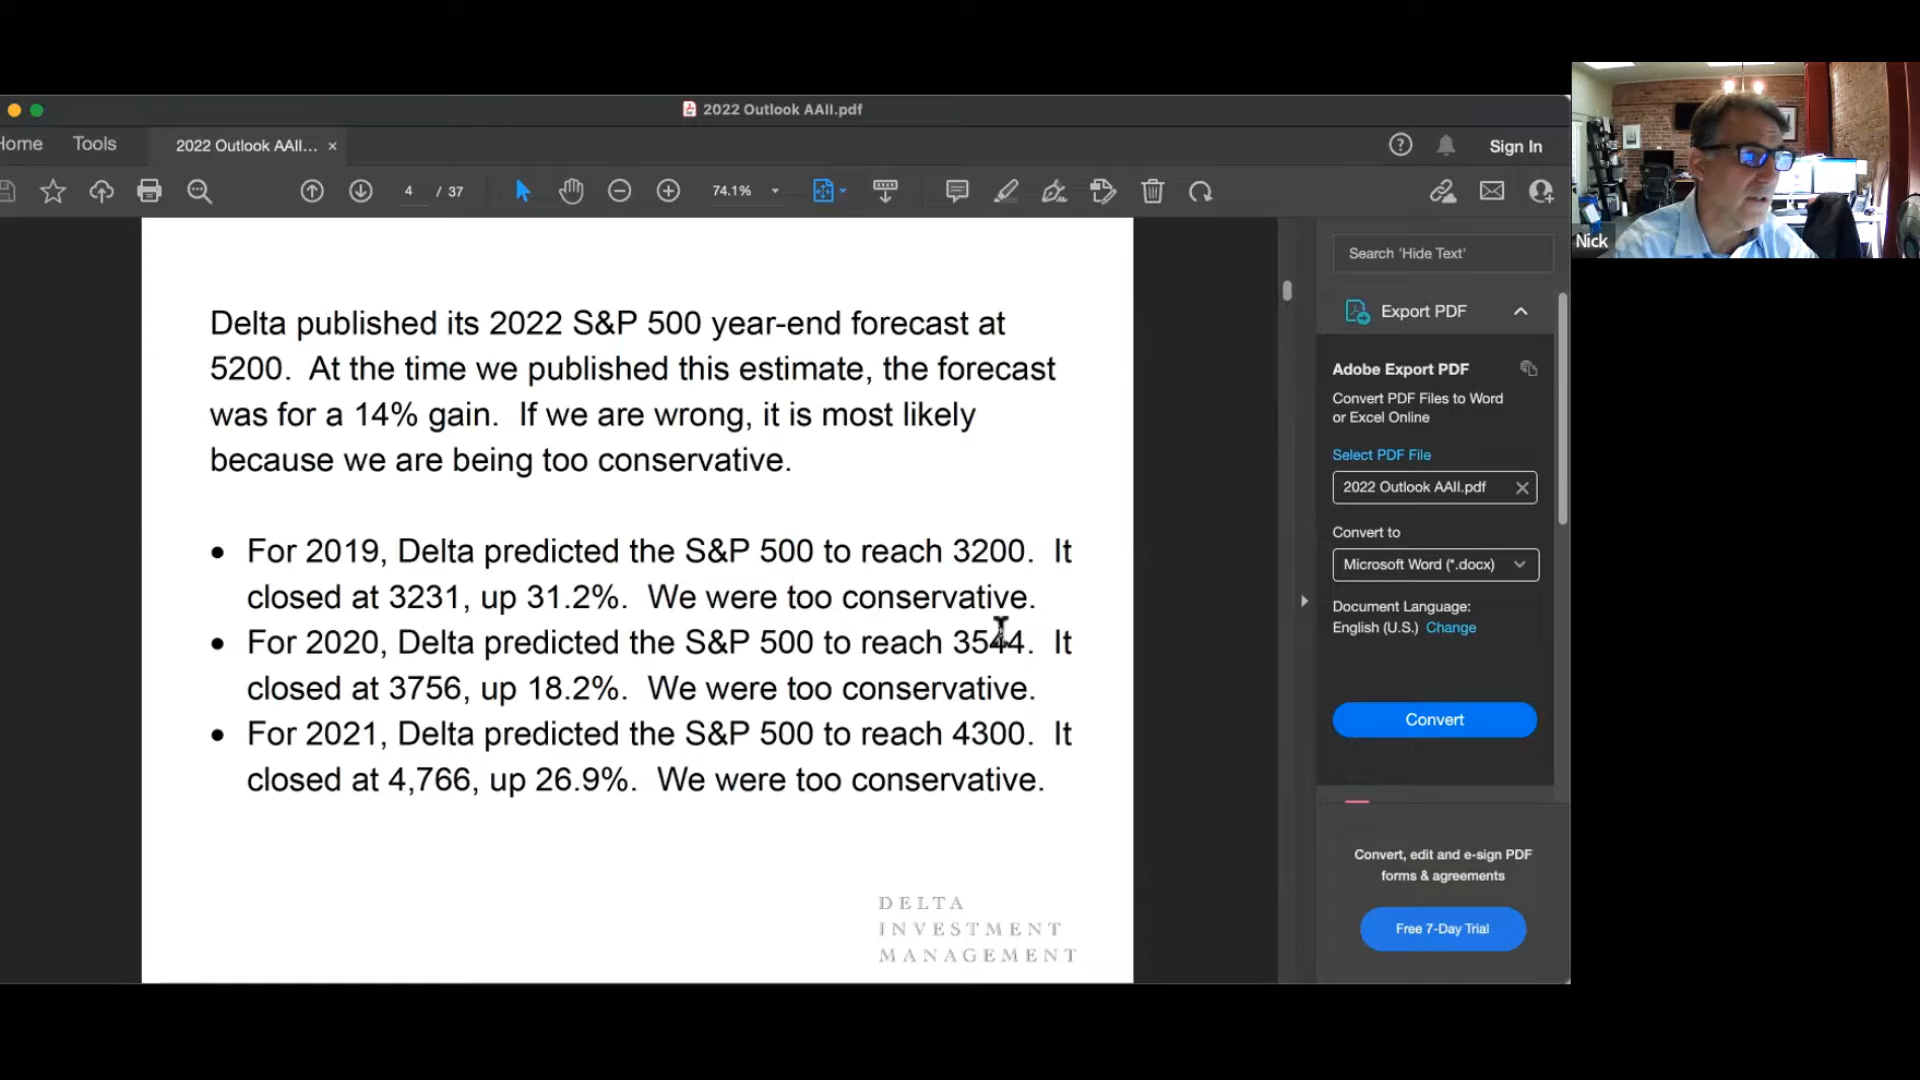 2022 Outlook AAII.pdf
Home
Tools
2022 Outlook AAII... ×
Sign In
4 / 37
74.1%
Nick
Delta published its 2022 S&P 500 year-end forecast at
5200.  At the time we published this estimate, the forecast
was for a 14% gain.  If we are wrong, it is most likely
because we are being too conservative.
• For 2019, Delta predicted the S&P 500 to reach 3200.  It
closed at 3231, up 31.2%.  We were too conservative.
• For 2020, Delta predicted the S&P 500 to reach 3544.  It
closed at 3756, up 18.2%.  We were too conservative.
• For 2021, Delta predicted the S&P 500 to reach 4300.  It
closed at 4,766, up 26.9%.  We were too conservative.
DELTA
INVESTMENT
MANAGEMENT
Search 'Hide Text'
Export PDF
Adobe Export PDF
Convert PDF Files to Word
or Excel Online
Select PDF File
2022 Outlook AAII.pdf
Convert to
Microsoft Word (*.docx)
Document Language:
English (U.S.) Change
Convert
Convert, edit and e-sign PDF
forms & agreements
Free 7-Day Trial